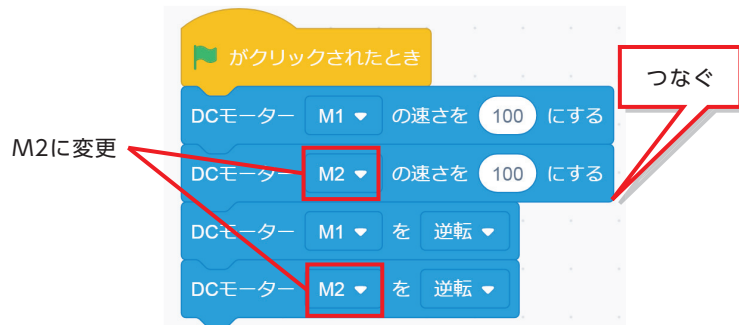 がクリックされたとき
つなぐ
DCモーター M1 の速さを 100 にする
M2に変更
DCモーター M2 の速さを 100 にする
DCモーター M1 を 逆転
DCモーター M2 を 逆転